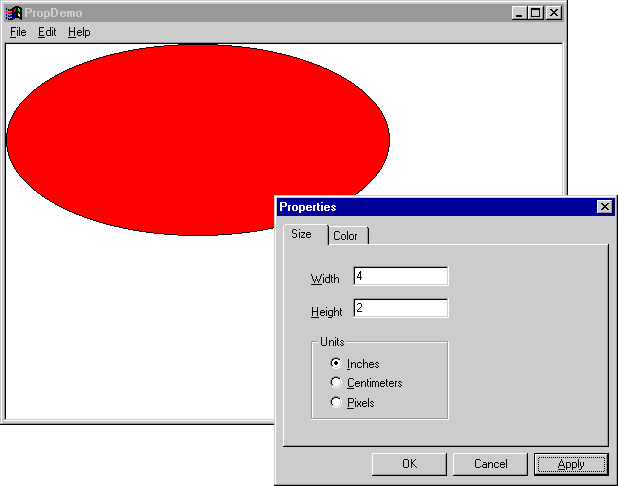 PropDemo
File Edit Help
Properties
Size Color
Width 4
Height 2
Units
Inches
Centimeters
Pixels
OK Cancel Apply